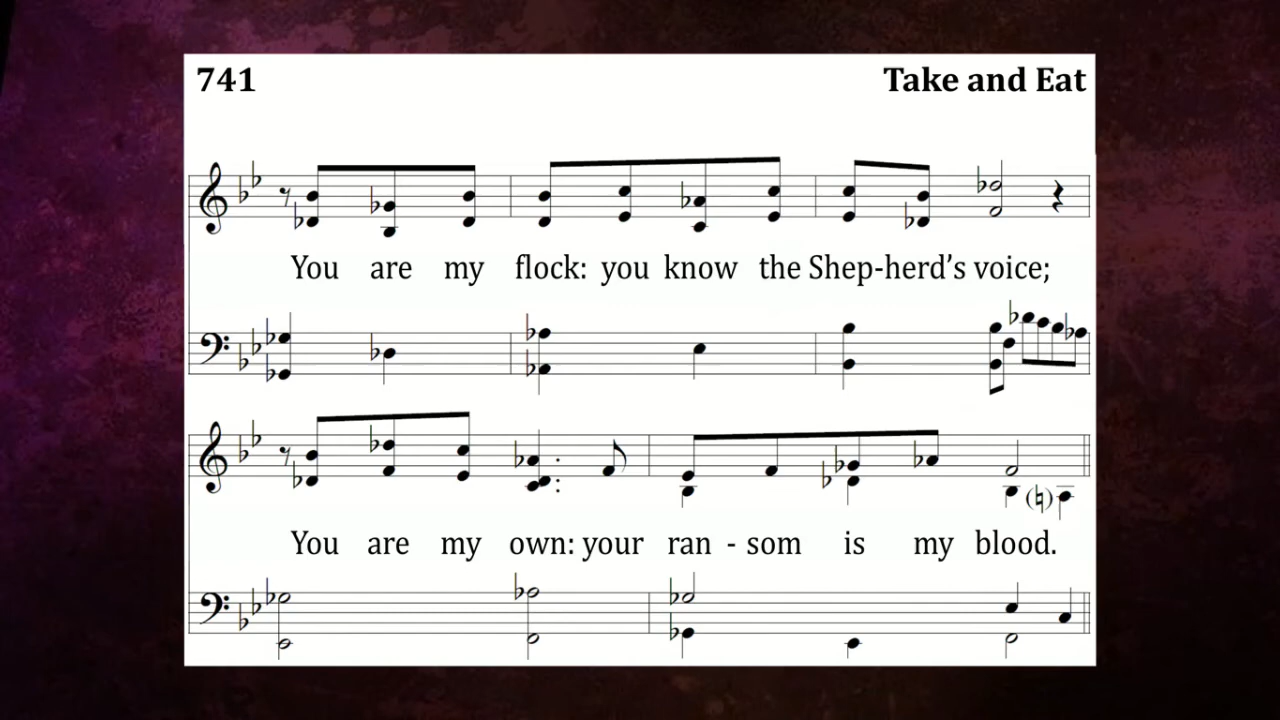 741 Take and Eat
You are my flock: you know the Shep-herd's voice;
You are my own: your ran - som is my blood.